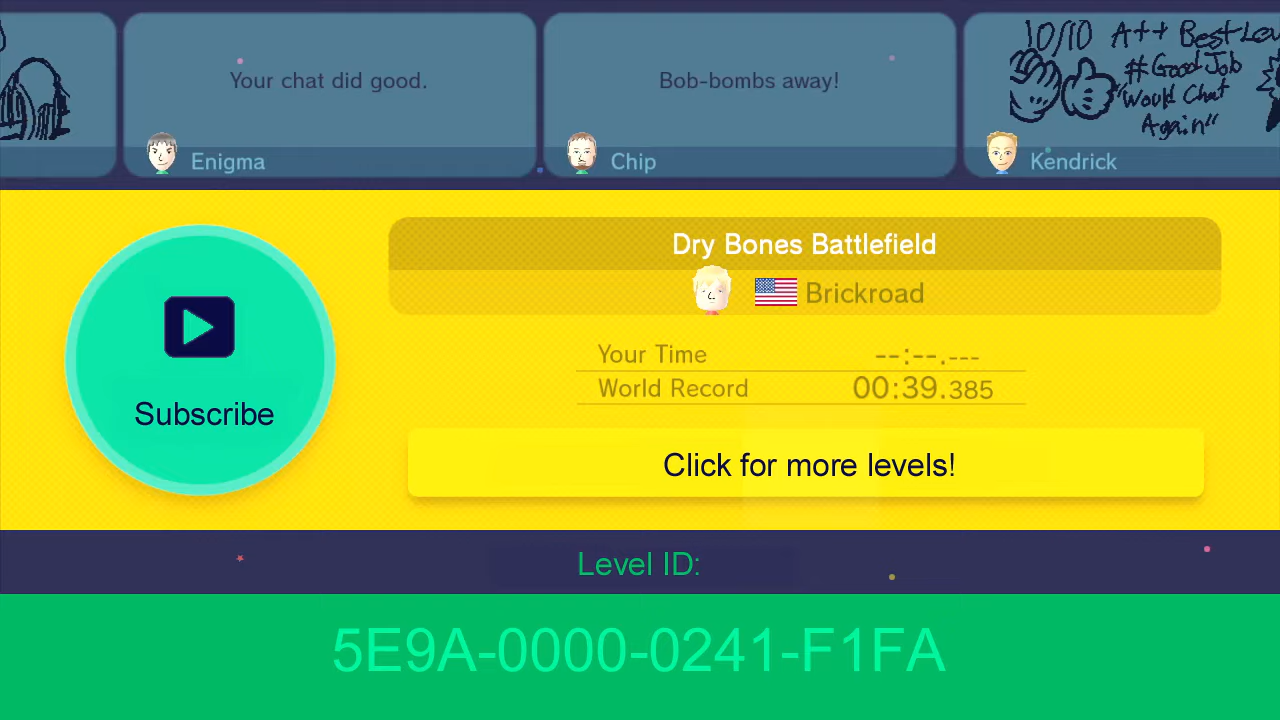 Your chat did good.
Enigma
Bob-bombs away!
Chip
10/10 A++ Best
#GoodJob
"Would Chat
Again"
Kendrick
Dry Bones Battlefield
Brickroad
Your Time --:--.---
World Record 00:39.385
Subscribe
Click for more levels!
Level ID:
5E9A-0000-0241-F1FA